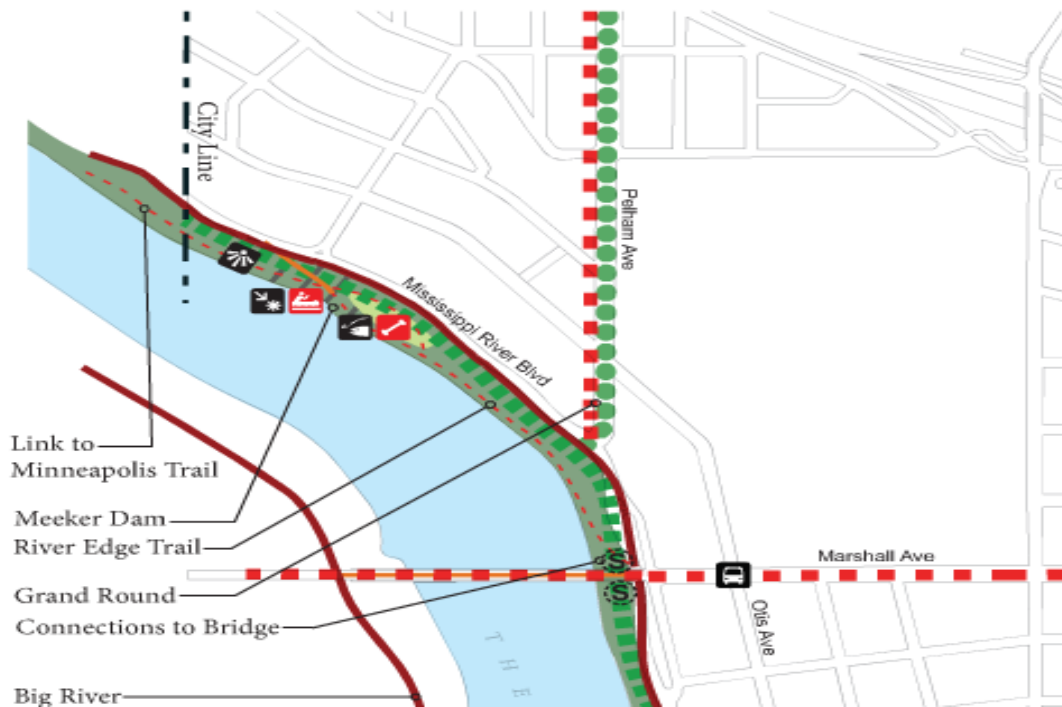 City Line
Pelham Ave
Mississippi River Blvd
Link to
Minneapolis Trail
Meeker Dam
River Edge Trail
Grand Round
Connections to Bridge
Big River
Marshall Ave
Otis Ave
S
S
THE